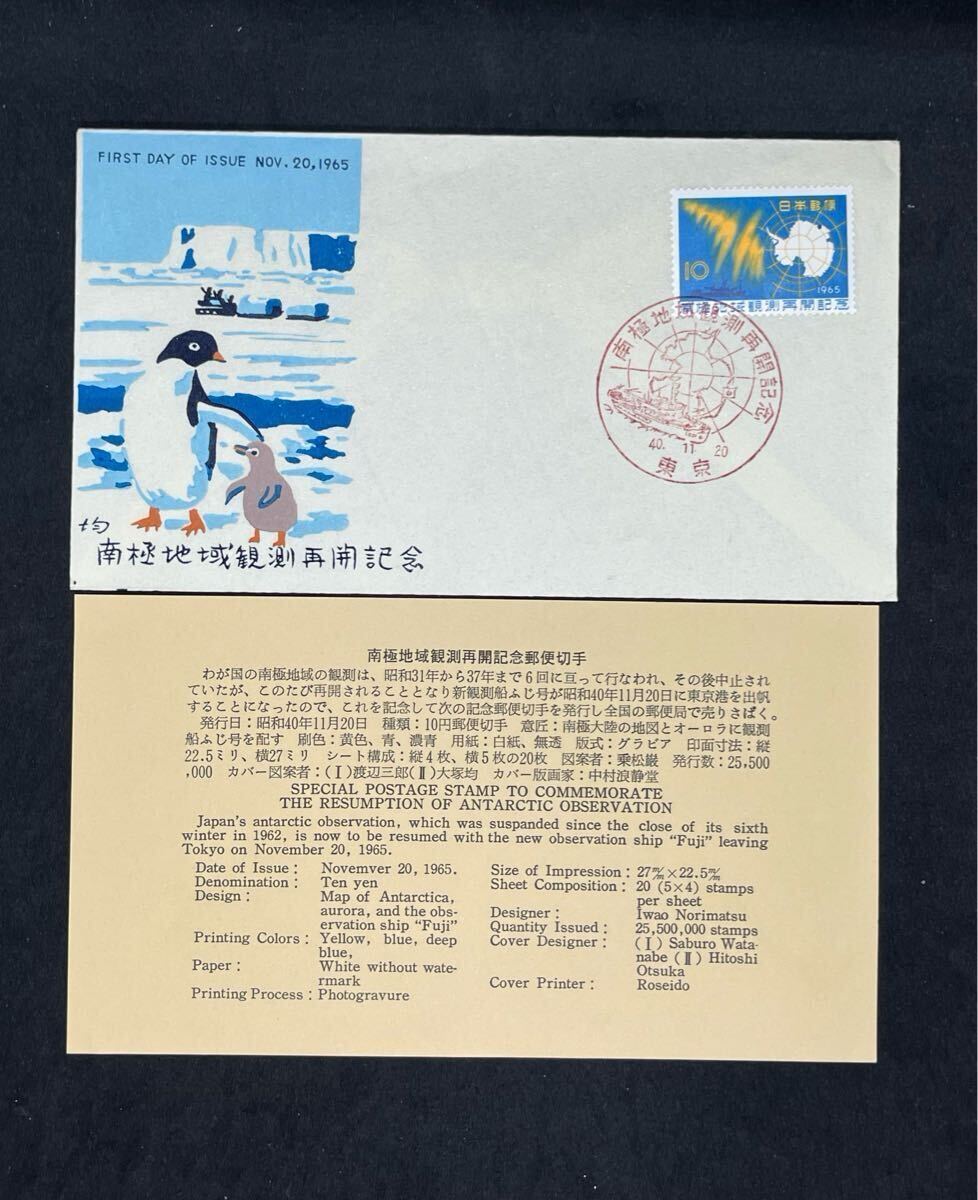 FIRST DAY OF ISSUE NOV. 20, 1965
日本郵便
10
1965
南極地域観測再開記念
南極地域観測再開記念
40. 11. 20
東京
均
南極地域観測再開記念
南極地域観測再開記念郵便切手
わが国の南極地域の観測は、昭和31年から37年まで6回に亘って行なわれ、その後中止され
ていたが、このたび再開されることとなり新観測船ふじ号が昭和40年11月20日に東京港を出帆
することになったので、これを記念して次の記念郵便切手を発行し全国の郵便局で売りさばく。
発行日：昭和40年11月20日 種類：10円郵便切手 意匠：南極大陸の地図とオーロラに観測
船ふじ号を配す 刷色：黄色、青、濃青 用紙：白紙、無透 版式：グラビア 印面寸法：縦
22.5ミリ、横27ミリ シート構成：縦4枚、横5枚の20枚 図案者：乗松巌 発行数：25,500
,000 カバー図案者：(Ⅰ)渡辺三郎(Ⅱ)大塚均 カバー版画家：中村浪静堂
SPECIAL POSTAGE STAMP TO COMMEMORATE
THE RESUMPTION OF ANTARCTIC OBSERVATION
Japan's antarctic observation, which was suspanded since the close of its sixth
winter in 1962, is now to be resumed with the new observation ship "Fuji" leaving
Tokyo on November 20, 1965.
Date of Issue： Novemver 20, 1965.
Denomination： Ten yen
Design： Map of Antarctica,
aurora, and the obs-
ervation ship "Fuji"
Printing Colors： Yellow, blue, deep
blue,
Paper： White without wate-
rmark
Printing Process： Photogravure
Size of Impression： 27m/m×22.5m/m
Sheet Composition： 20 (5×4) stamps
per sheet
Designer： Iwao Norimatsu
Quantity Issued： 25,500,000 stamps
Cover Designer： (Ⅰ) Saburo Wata-
nabe (Ⅱ) Hitoshi
Otsuka
Cover Printer： Roseido